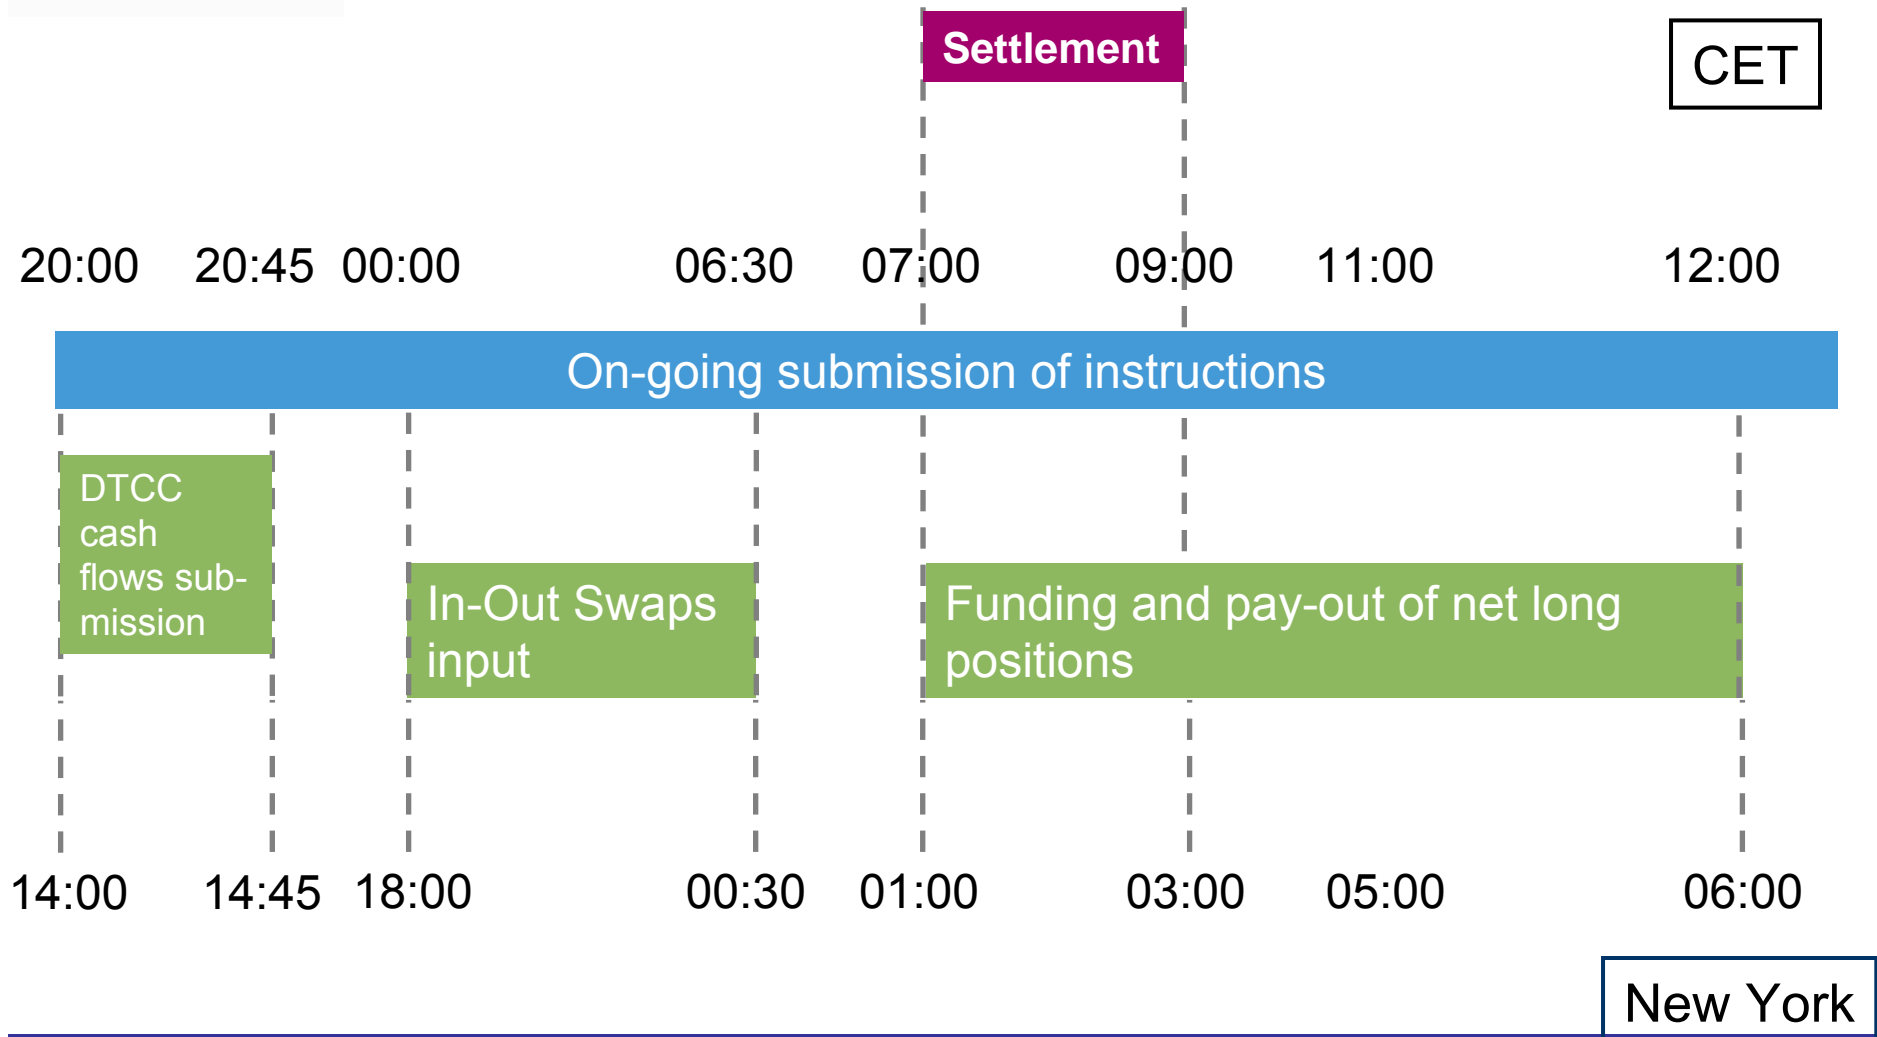 Settlement
CET
20:00 20:45 00:00 06:30 07:00 09:00 11:00 12:00
On-going submission of instructions
DTCC
cash
flows sub-
mission
In-Out Swaps
input
Funding and pay-out of net long
positions
14:00 14:45 18:00 00:30 01:00 03:00 05:00 06:00
New York